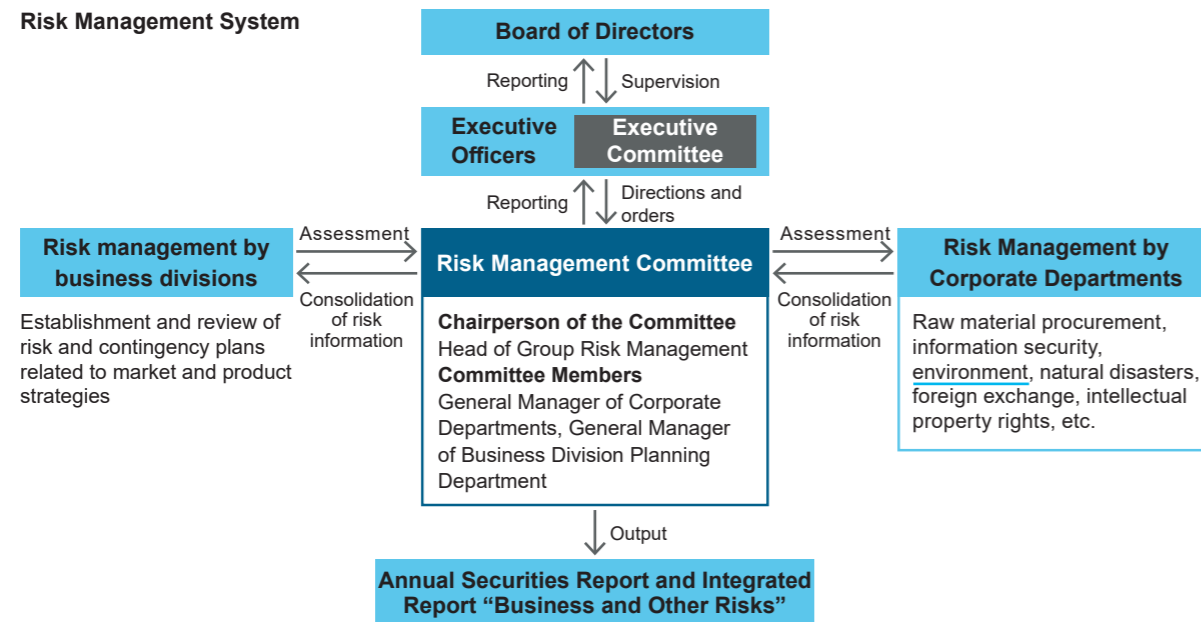 Risk Management System
Board of Directors
Reporting
Supervision
Executive
Officers
Executive
Committee
Reporting
Directions and
orders
Risk management by
business divisions
Establishment and review of
risk and contingency plans
related to market and product
strategies
Assessment
Consolidation
of risk
information
Risk Management Committee
Chairperson of the Committee
Head of Group Risk Management
Committee Members
General Manager of Corporate
Departments, General Manager
of Business Division Planning
Department
Assessment
Consolidation
of risk
information
Risk Management by
Corporate Departments
Raw material procurement,
information security,
environment, natural disasters,
foreign exchange, intellectual
property rights, etc.
Output
Annual Securities Report and Integrated
Report “Business and Other Risks”